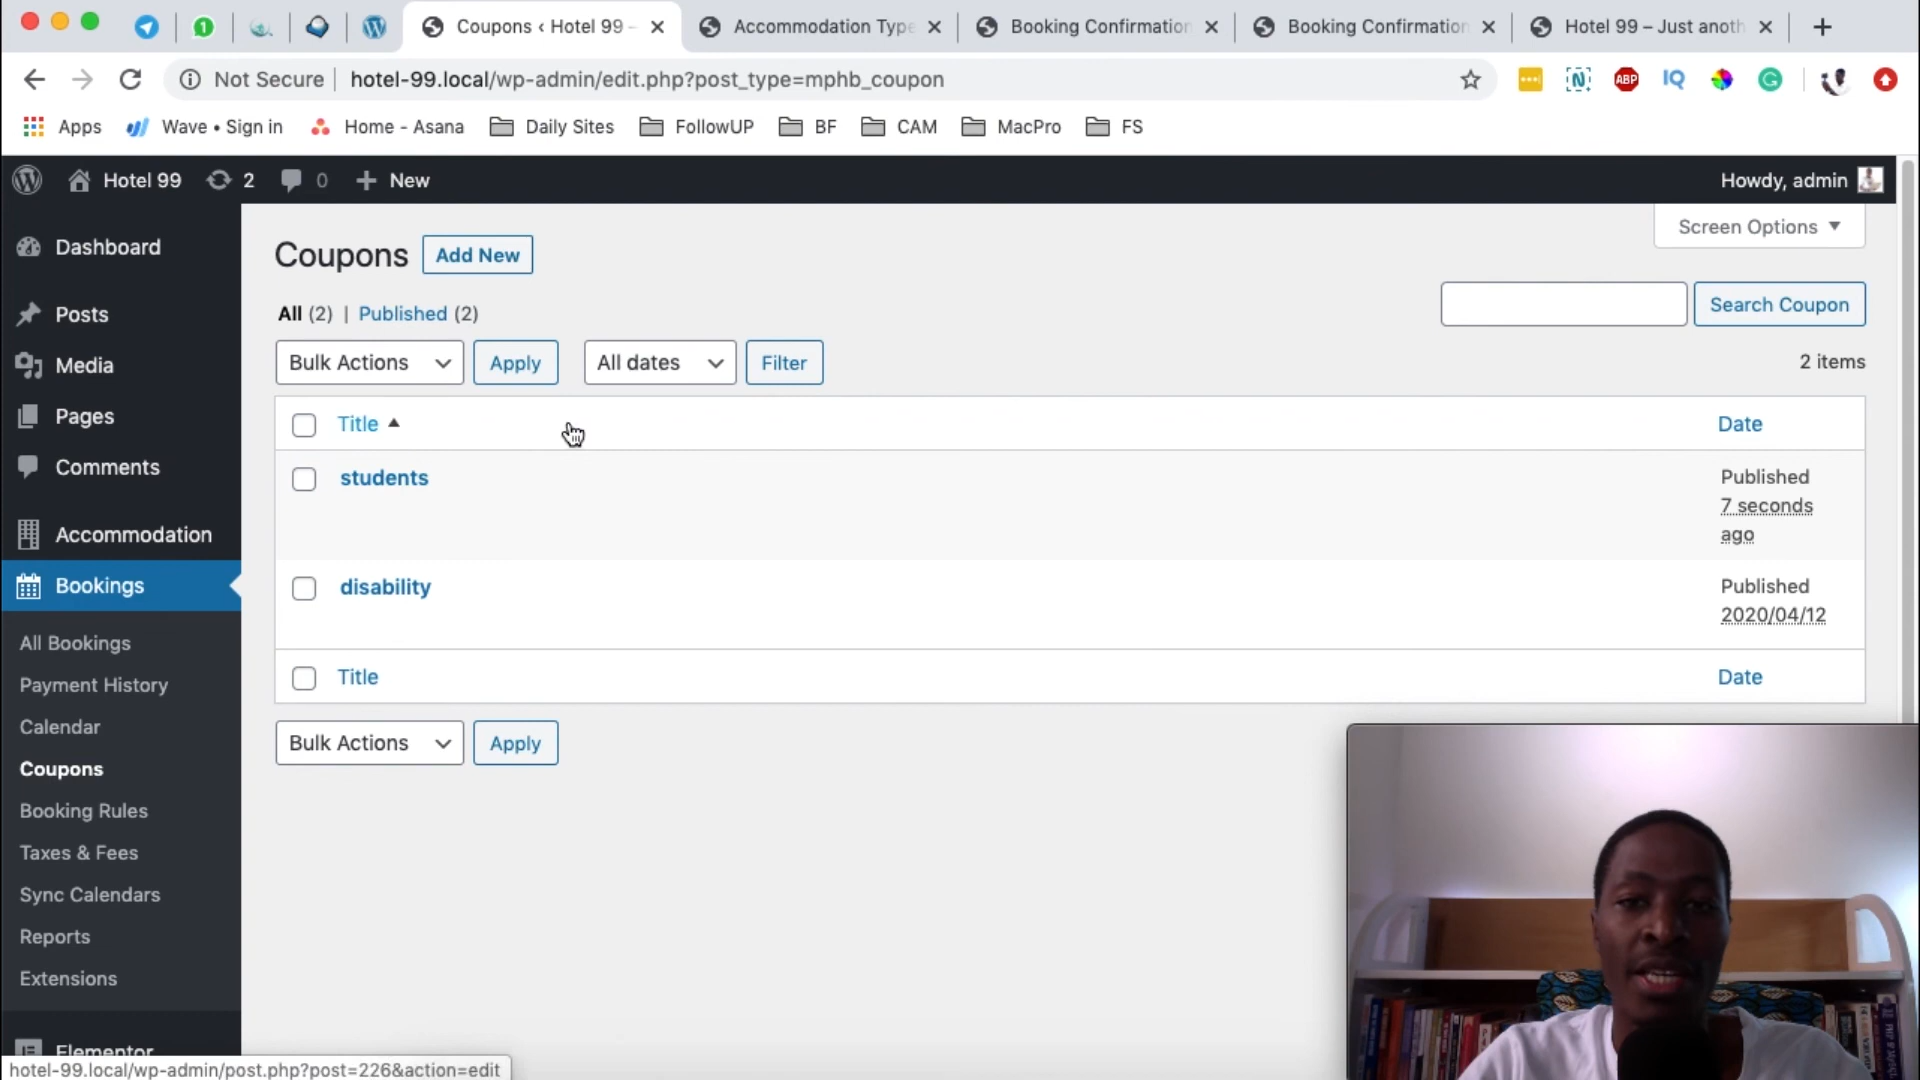 Coupons ‹ Hotel 99 -
Accommodation Type
Booking Confirmation
Booking Confirmation
Hotel 99 – Just anoth
Not Secure
hotel-99.local/wp-admin/edit.php?post_type=mphb_coupon
N
ABP
IQ
Apps
Wave • Sign in
Home - Asana
Daily Sites
FollowUP
BF
CAM
MacPro
FS
Hotel 99
2
0
New
Howdy, admin
Dashboard
Posts
Media
Pages
Comments
Accommodation
Bookings
All Bookings
Payment History
Calendar
Coupons
Booking Rules
Taxes & Fees
Sync Calendars
Reports
Extensions
Elementor
Screen Options
Coupons
Add New
All (2) | Published (2)
Search Coupon
Bulk Actions
Apply
All dates
Filter
2 items
Title
Date
students
Published
7 seconds
ago
disability
Published
2020/04/12
Title
Date
Bulk Actions
Apply
hotel-99.local/wp-admin/post.php?post=226&action=edit